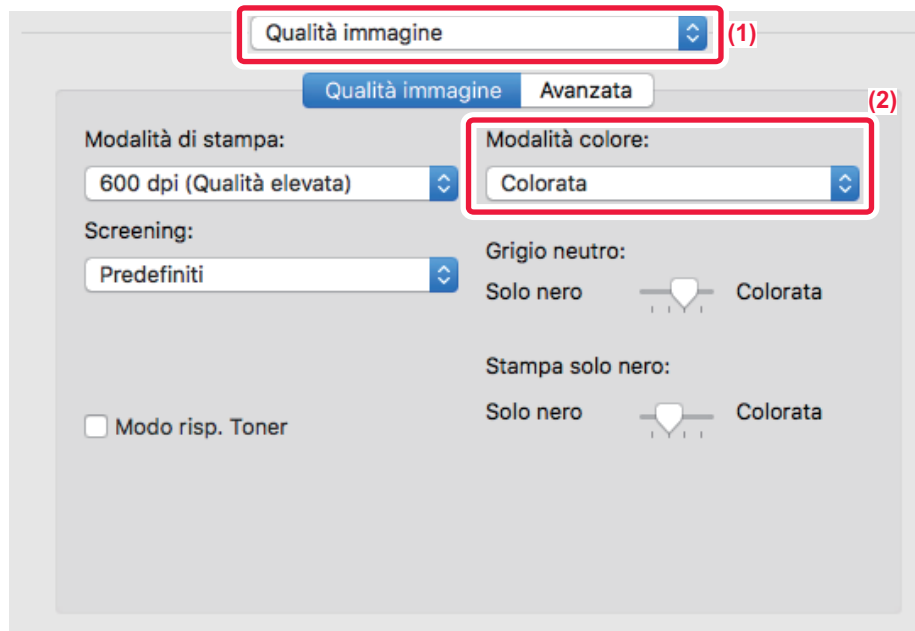 Qualità immagine
(1)
Qualità immagine Avanzata
(2)
Modalità di stampa:
600 dpi (Qualità elevata)
Screening:
Predefiniti
Modo risp. Toner
Modalità colore:
Colorata
Grigio neutro:
Solo nero Colorata
Stampa solo nero:
Solo nero Colorata